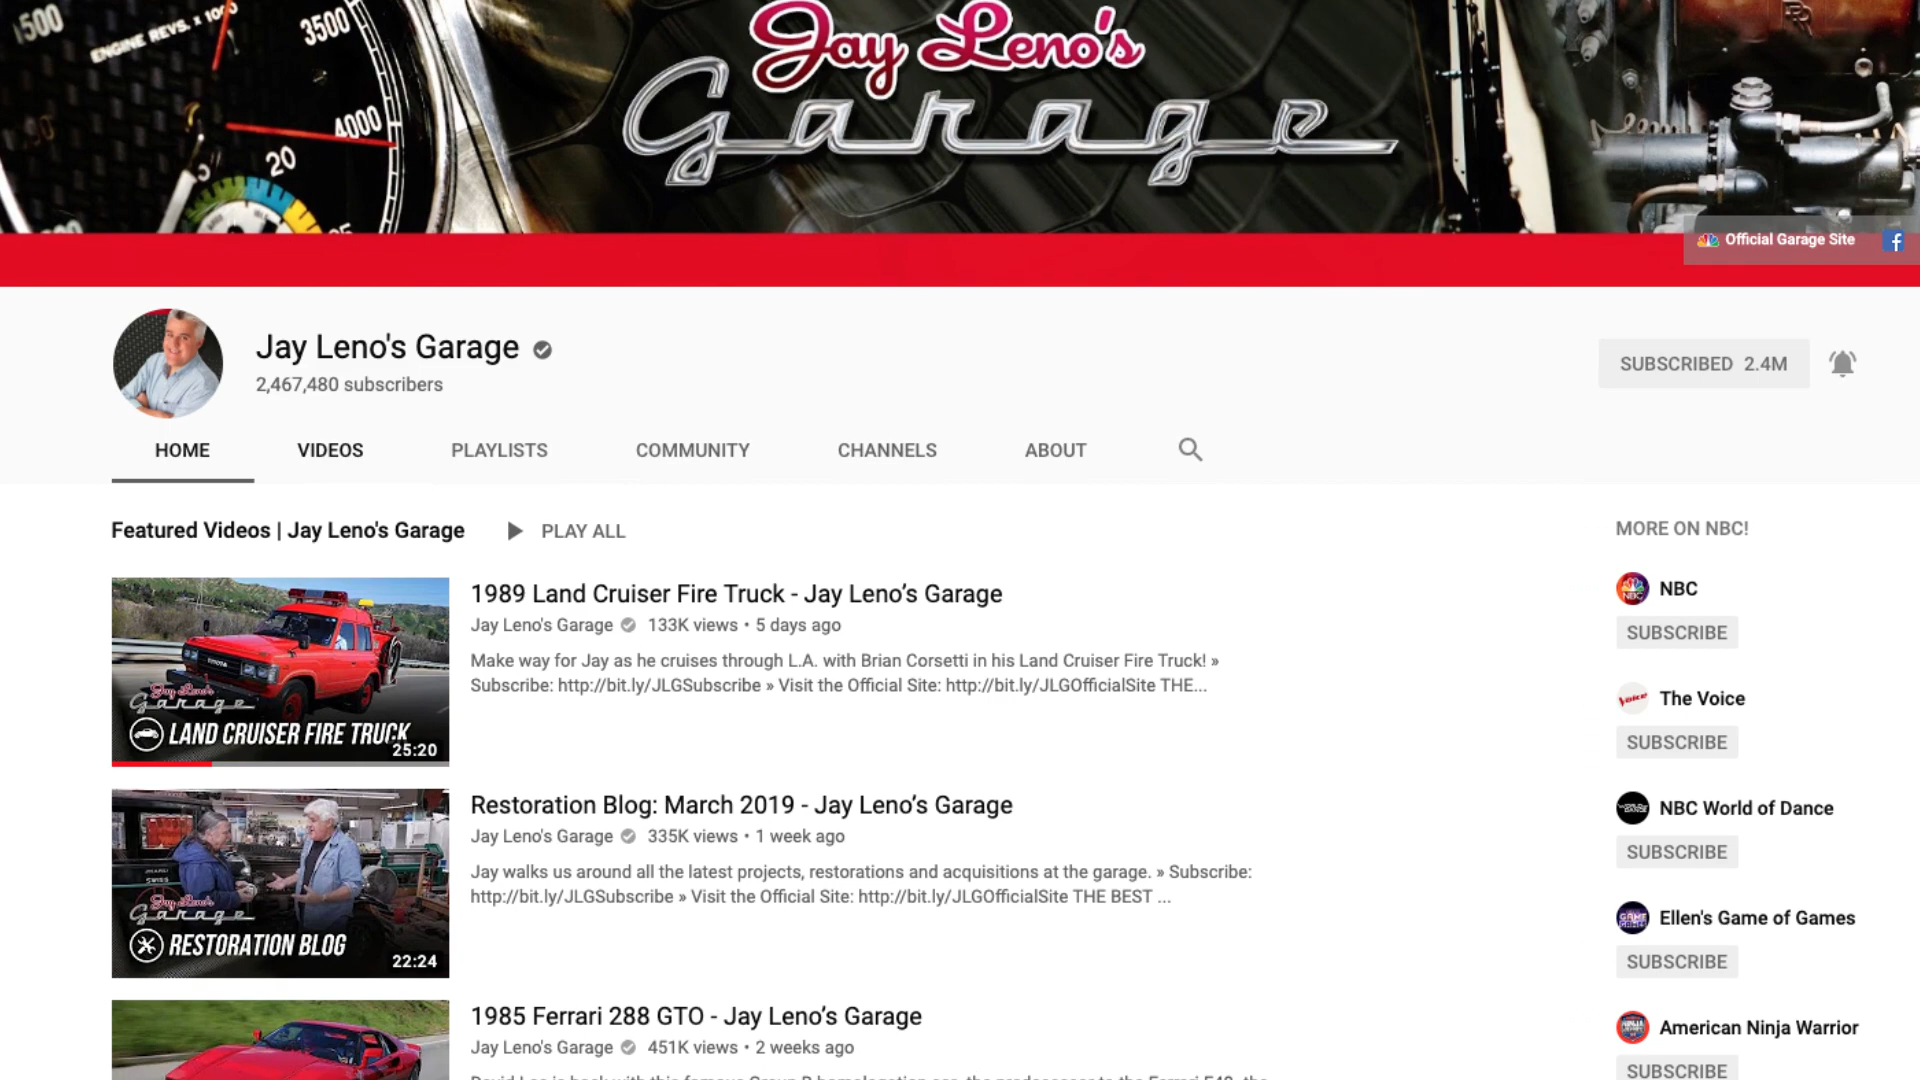 1500
ENGINE REVS. x 1000
3500
4000
20
25
Jay Leno's
Garage
Official Garage Site
Jay Leno's Garage
2,467,480 subscribers
SUBSCRIBED 2.4M
HOME VIDEOS PLAYLISTS COMMUNITY CHANNELS ABOUT
Featured Videos | Jay Leno's Garage PLAY ALL
1989 Land Cruiser Fire Truck - Jay Leno’s Garage
Jay Leno's Garage 133K views • 5 days ago
Make way for Jay as he cruises through L.A. with Brian Corsetti in his Land Cruiser Fire Truck! »
Subscribe: http://bit.ly/JLGSubscribe » Visit the Official Site: http://bit.ly/JLGOfficialSite THE...
TOYOTA
Jay Leno's
Garage
LAND CRUISER FIRE TRUCK
25:20
Restoration Blog: March 2019 - Jay Leno’s Garage
Jay Leno's Garage 335K views • 1 week ago
Jay walks us around all the latest projects, restorations and acquisitions at the garage. » Subscribe:
http://bit.ly/JLGSubscribe » Visit the Official Site: http://bit.ly/JLGOfficialSite THE BEST ...
Jay Leno's
Garage
RESTORATION BLOG
22:24
1985 Ferrari 288 GTO - Jay Leno’s Garage
Jay Leno's Garage 451K views • 2 weeks ago
MORE ON NBC!
NBC
SUBSCRIBE
The Voice
SUBSCRIBE
NBC World of Dance
SUBSCRIBE
Ellen's Game of Games
SUBSCRIBE
American Ninja Warrior
SUBSCRIBE